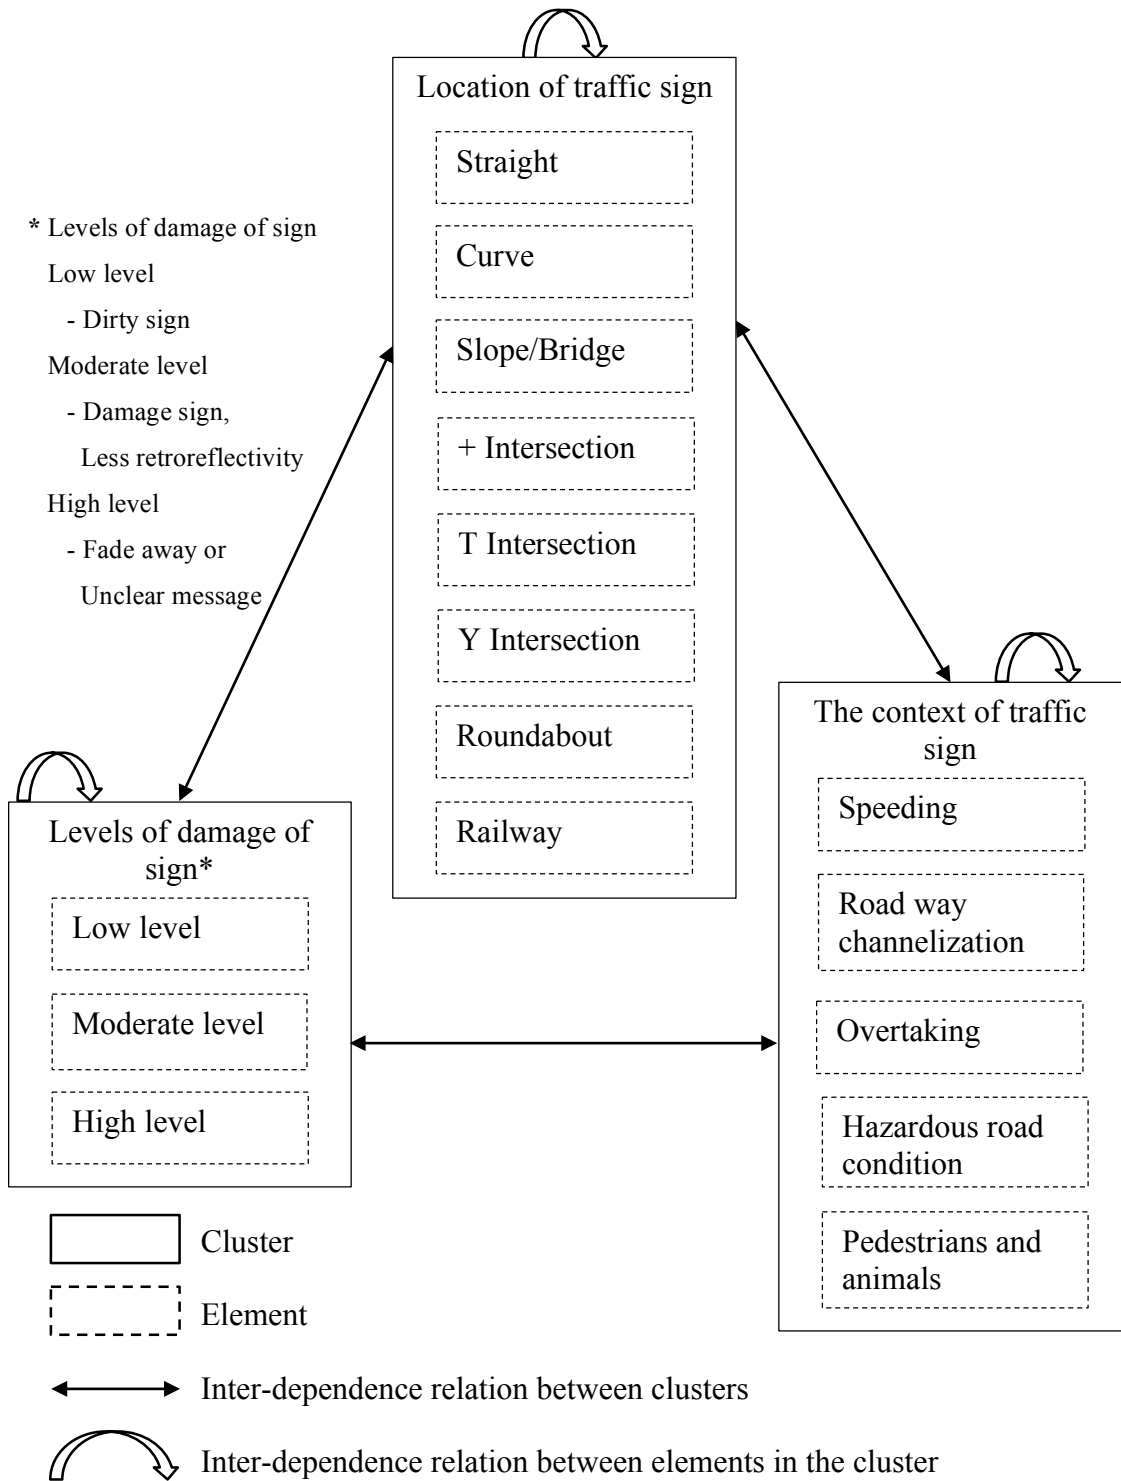 Location of traffic sign
Straight
Curve
Slope/Bridge
+ Intersection
T Intersection
Y Intersection
Roundabout
Railway
* Levels of damage of sign
Low level
- Dirty sign
Moderate level
- Damage sign,
Less retroreflectivity
High level
- Fade away or
Unclear message
The context of traffic
sign
Speeding
Road way
channelization
Overtaking
Hazardous road
condition
Pedestrians and
animals
Levels of damage of
sign*
Low level
Moderate level
High level
Cluster
Element
Inter-dependence relation between clusters
Inter-dependence relation between elements in the cluster